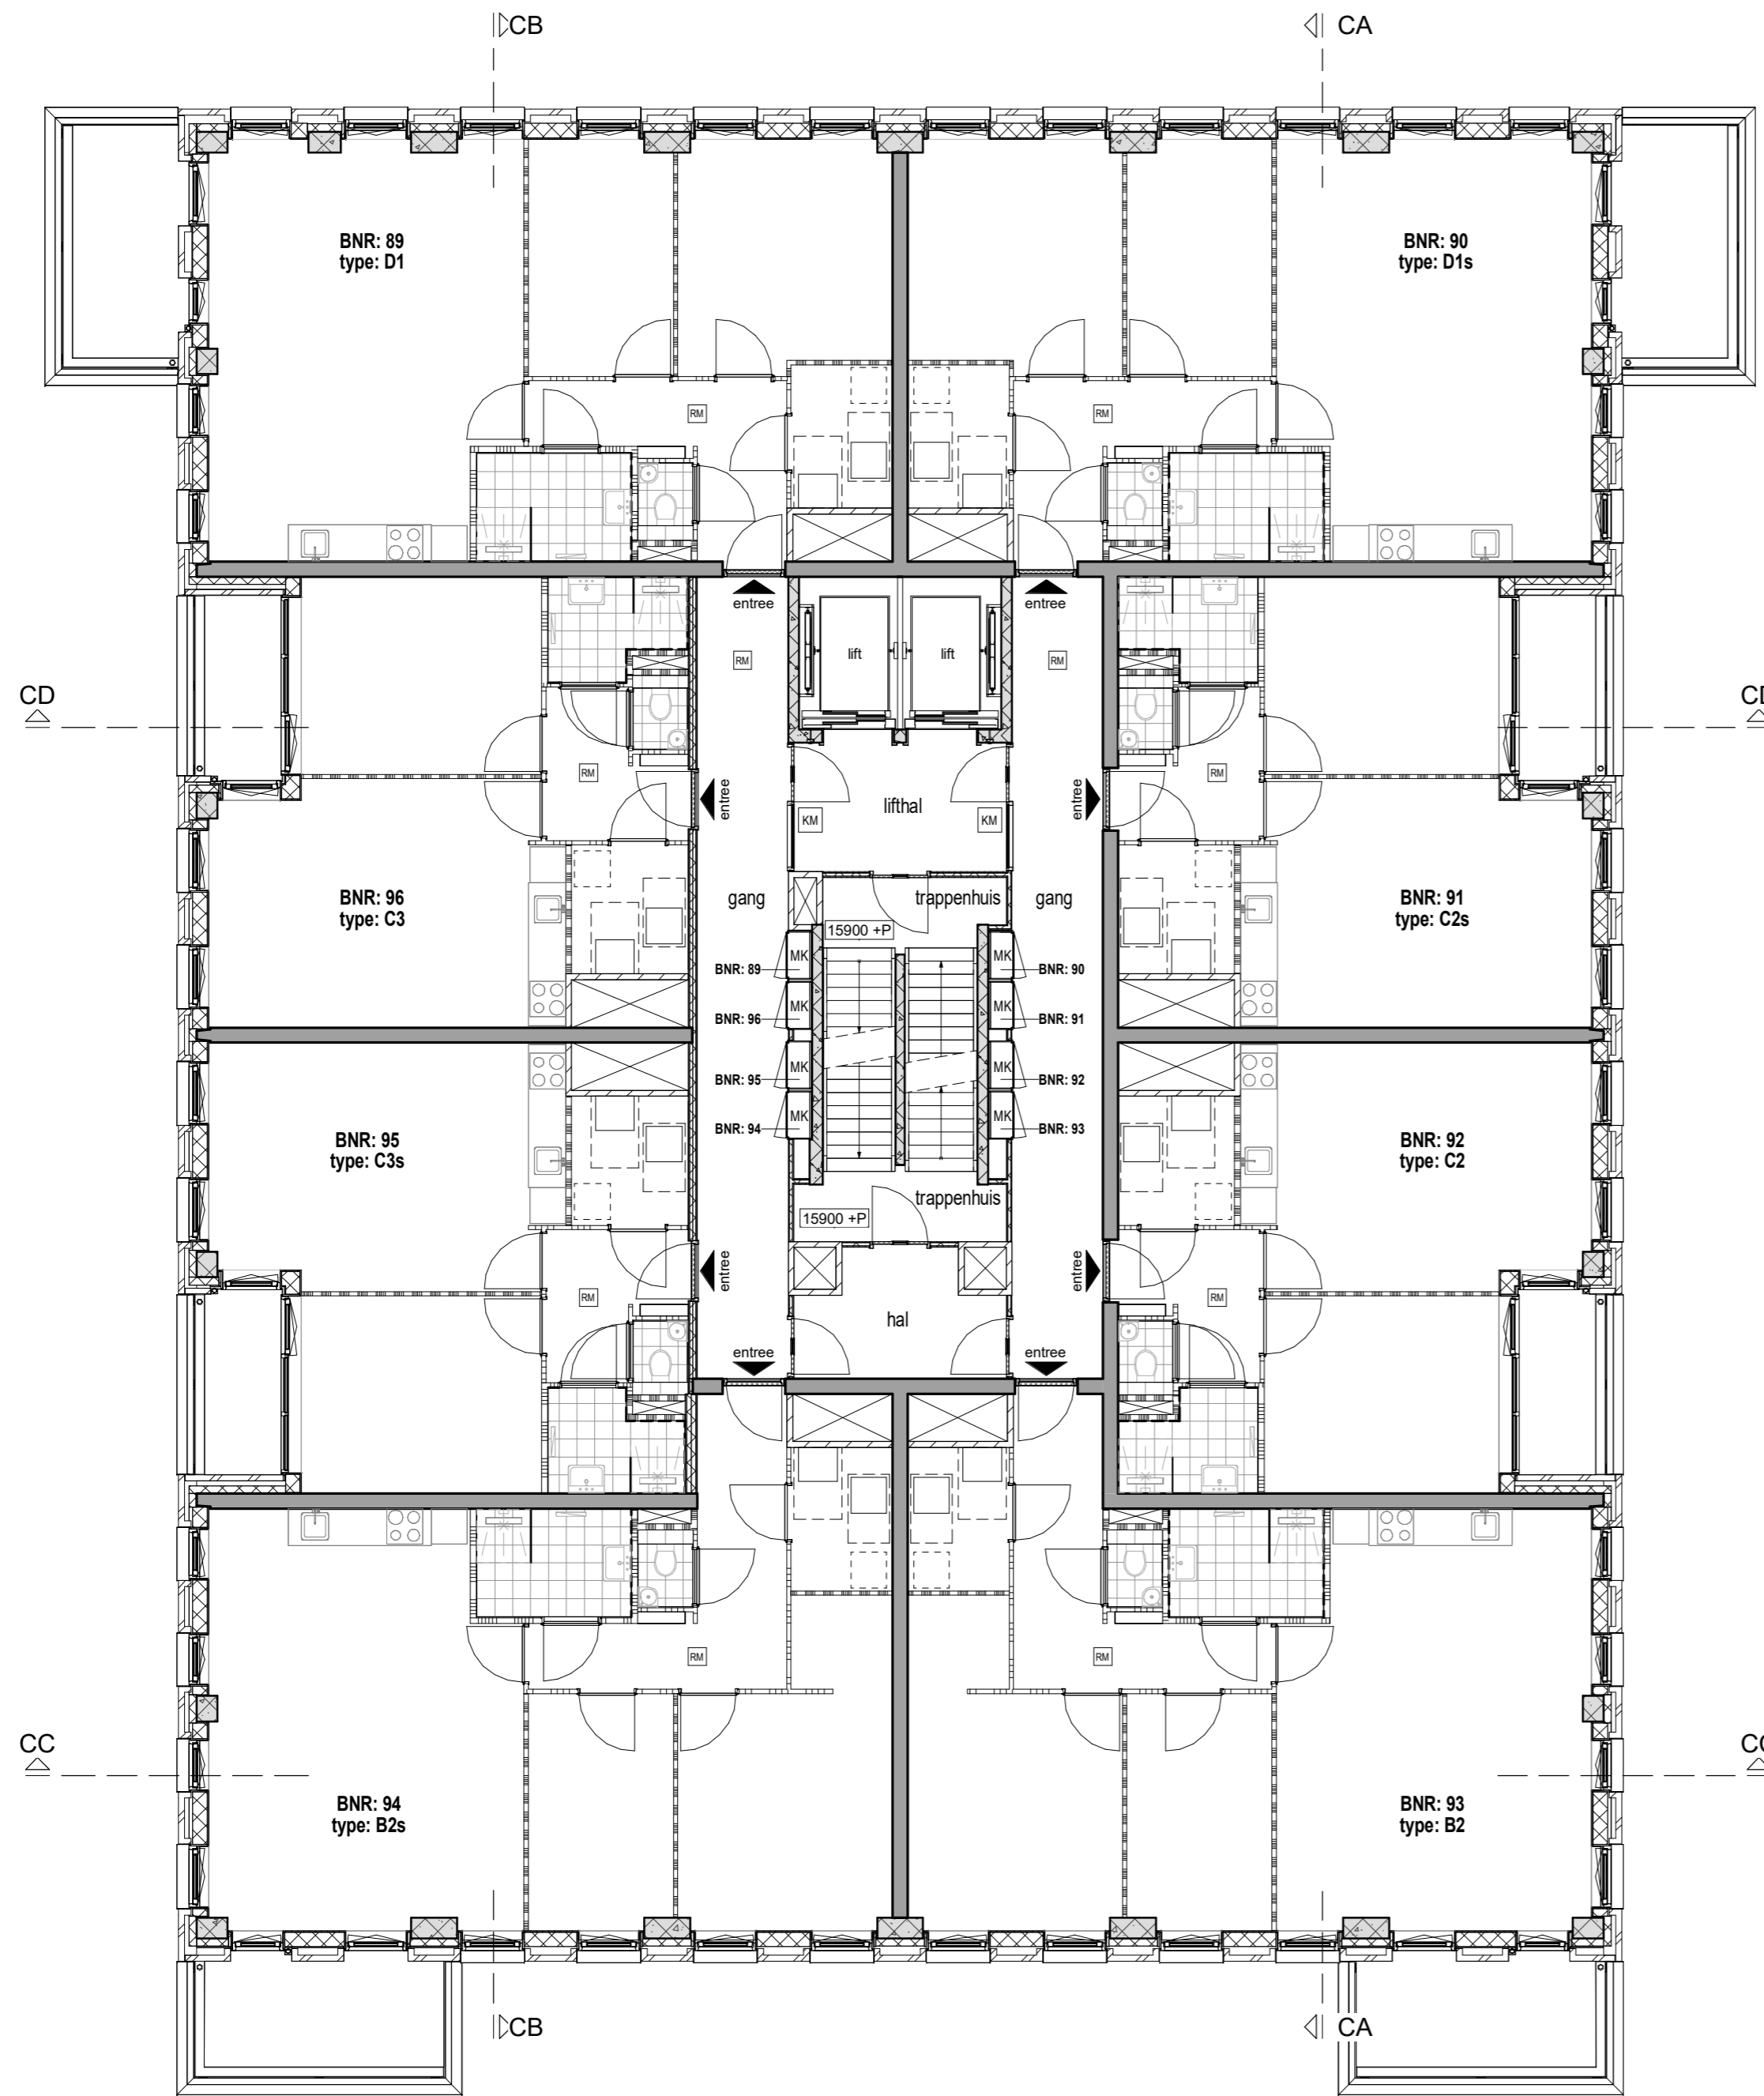 CB
CA
BNR: 89
type: D1
BNR: 90
type: D1s
RM
RM
entree
entree
lift
lift
RM
RM
CD
CD
RM
RM
entree
entree
KM
lifthal
KM
BNR: 96
type: C3
gang
trappenhuis
gang
BNR: 91
type: C2s
15900 +P
MK
MK
BNR: 89
BNR: 90
MK
MK
BNR: 96
BNR: 91
MK
MK
BNR: 95
BNR: 92
MK
MK
BNR: 94
BNR: 93
BNR: 95
type: C3s
BNR: 92
type: C2
trappenhuis
15900 +P
entree
entree
RM
RM
hal
entree
entree
RM
RM
CC
CC
BNR: 94
type: B2s
BNR: 93
type: B2
CB
CA